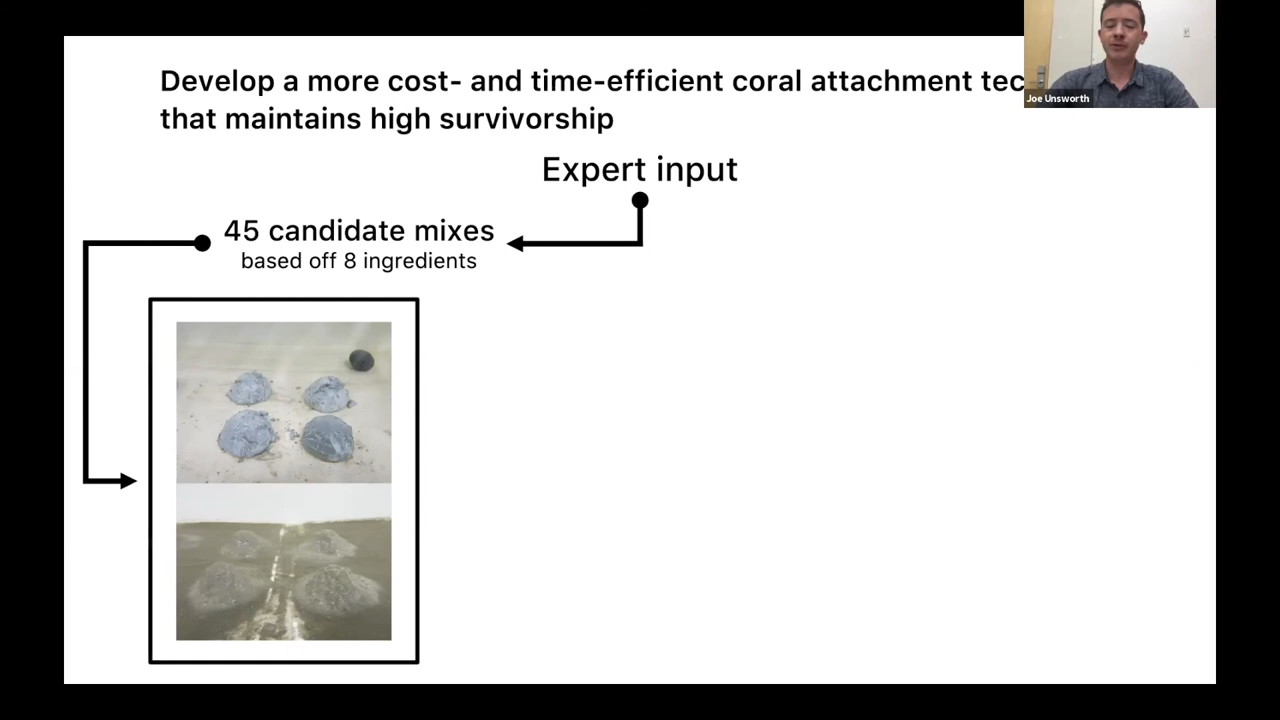 Develop a more cost- and time-efficient coral attachment
that maintains high survivorship
Joe Unsworth
Expert input
45 candidate mixes
based off 8 ingredients